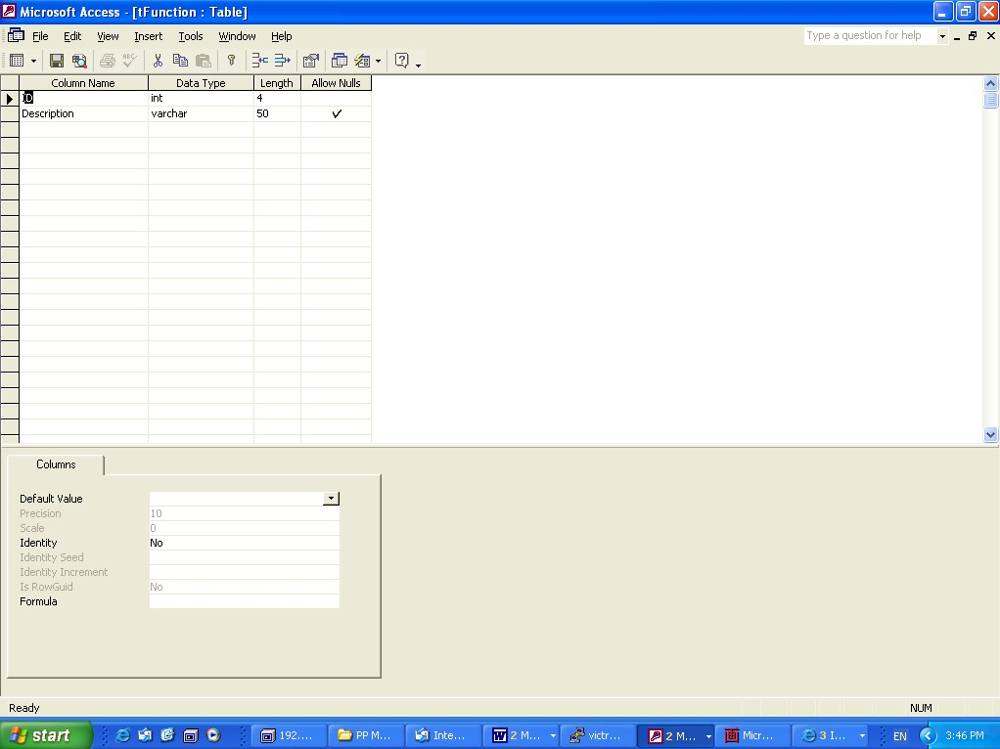 Microsoft Access - [tFunction : Table]
File Edit View Insert Tools Window Help Type a question for help
Column Name Data Type Length Allow Nulls
ID int 4
Description varchar 50
Columns
Default Value
Precision 10
Scale 0
Identity No
Identity Seed
Identity Increment
Is RowGuid No
Formula
Ready NUM
start 192.... PP M... Inte... 2 M... victr... 2 M... Micr... 3 I... EN 3:46 PM